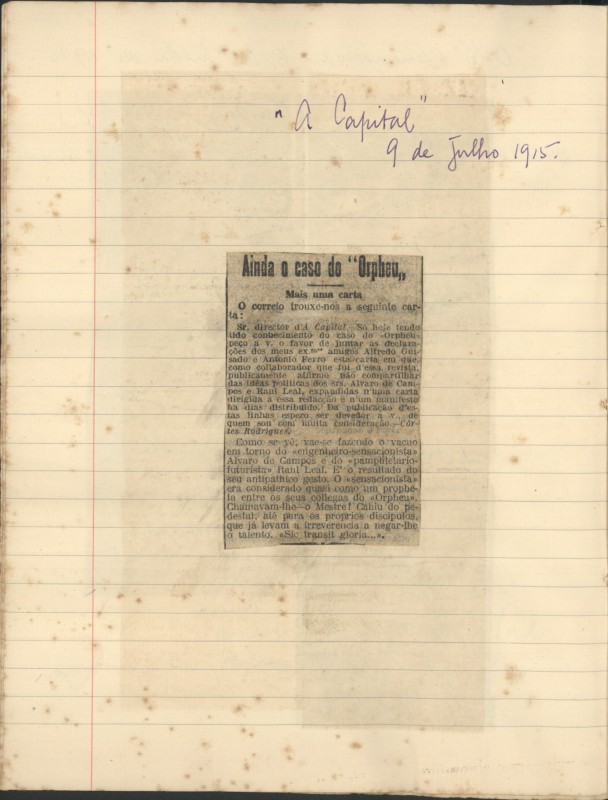 "A Capital"
9 de Julho 1915.
Ainda o caso do "Orpheu„
Mais uma carta
O correio trouxe-nos a seguinte car-
ta:
Sr. director d'A Capital.—Só hoje tendo
tido conhecimento do caso do «Orpheu»
peço a v. o favor de juntar ás declara-
ções dos meus ex.mos amigos Alfredo Gui-
sado e Antonio Ferro esta carta em que,
como collaborador que fui d'essa revista,
publicamente affirmo não compartilhar
das idéas politicas dos srs. Alvaro de Cam-
pos e Raul Leal, expandidas n'uma carta
dirigida a essa redacção e n'um manifesto
ha dias distribuido. Da publicação d'es-
tas linhas espero ser devedor a v., de
quem sou com muita consideração—Côr-
tes Rodrigues.
Como se vê, vae-se fazendo o vacuo
em torno do «engenheiro-sensacionista»
Alvaro de Campos e do «pamphletario-
futurista» Raul Leal. E' o resultado do
seu antipathico gesto. O «sensacionista»
era considerado quasi como um prophe-
ta entre os seus collegas do «Orpheu».
Chamavam-lhe—o Mestre! Cahiu do pe-
destal, até para os proprios discipulos,
que já levam a irreverencia a negar-lhe
o talento. «Sic transit gloria...».